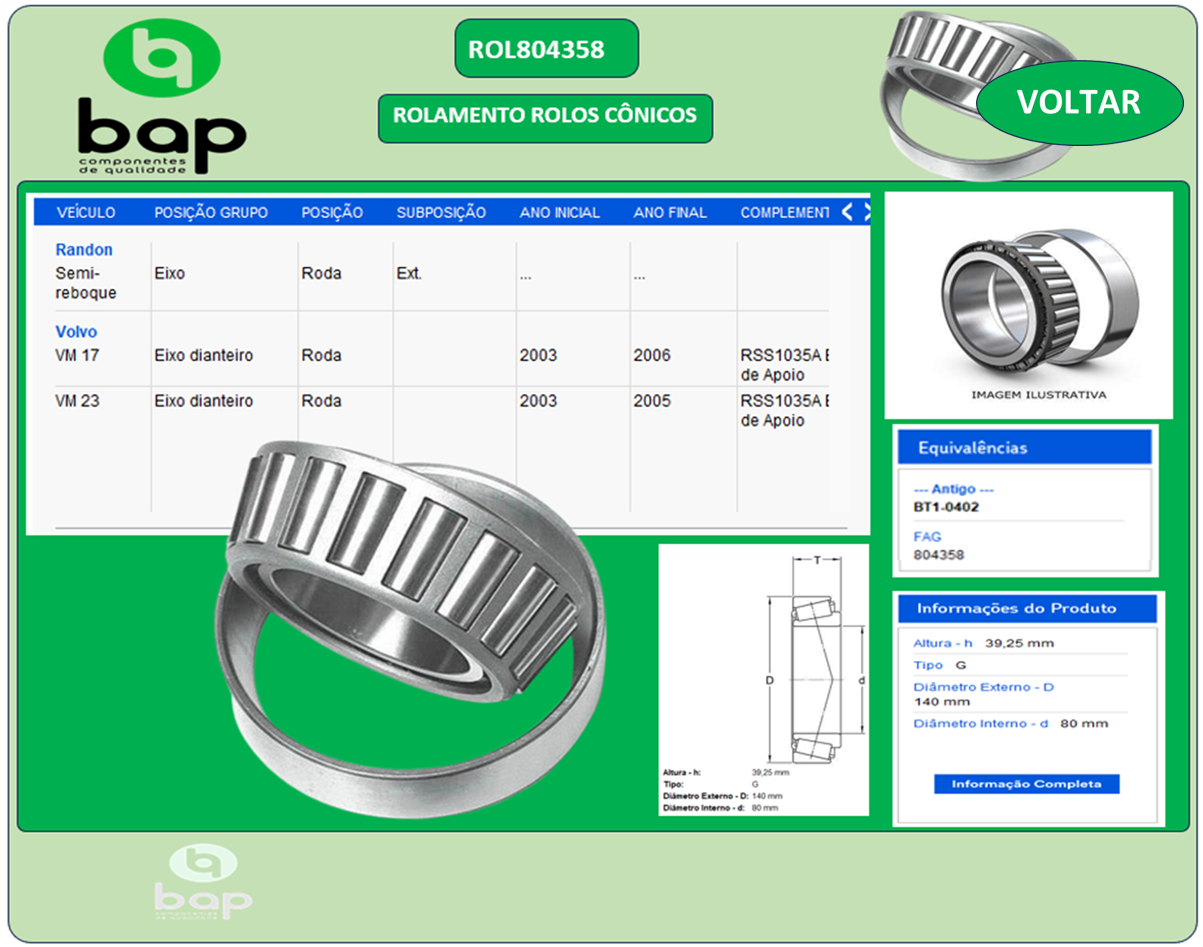 bap
componentes
de qualidade
ROL804358
ROLAMENTO ROLOS CÔNICOS
VOLTAR
VEÍCULO POSIÇÃO GRUPO POSIÇÃO SUBPOSIÇÃO ANO INICIAL ANO FINAL COMPLEMENT
Randon
Semi- Eixo Roda Ext. ... ...
reboque
Volvo
VM 17 Eixo dianteiro Roda 2003 2006 RSS1035A E
de Apoio
VM 23 Eixo dianteiro Roda 2003 2005 RSS1035A E
de Apoio
IMAGEM ILUSTRATIVA
Equivalências
--- Antigo ---
BT1-0402
FAG
804358
T
D
d
Altura - h: 39,25 mm
Tipo: G
Diâmetro Externo - D: 140 mm
Diâmetro Interno - d: 80 mm
Informações do Produto
Altura - h 39,25 mm
Tipo G
Diâmetro Externo - D
140 mm
Diâmetro Interno - d 80 mm
Informação Completa
bap
componentes
de qualidade